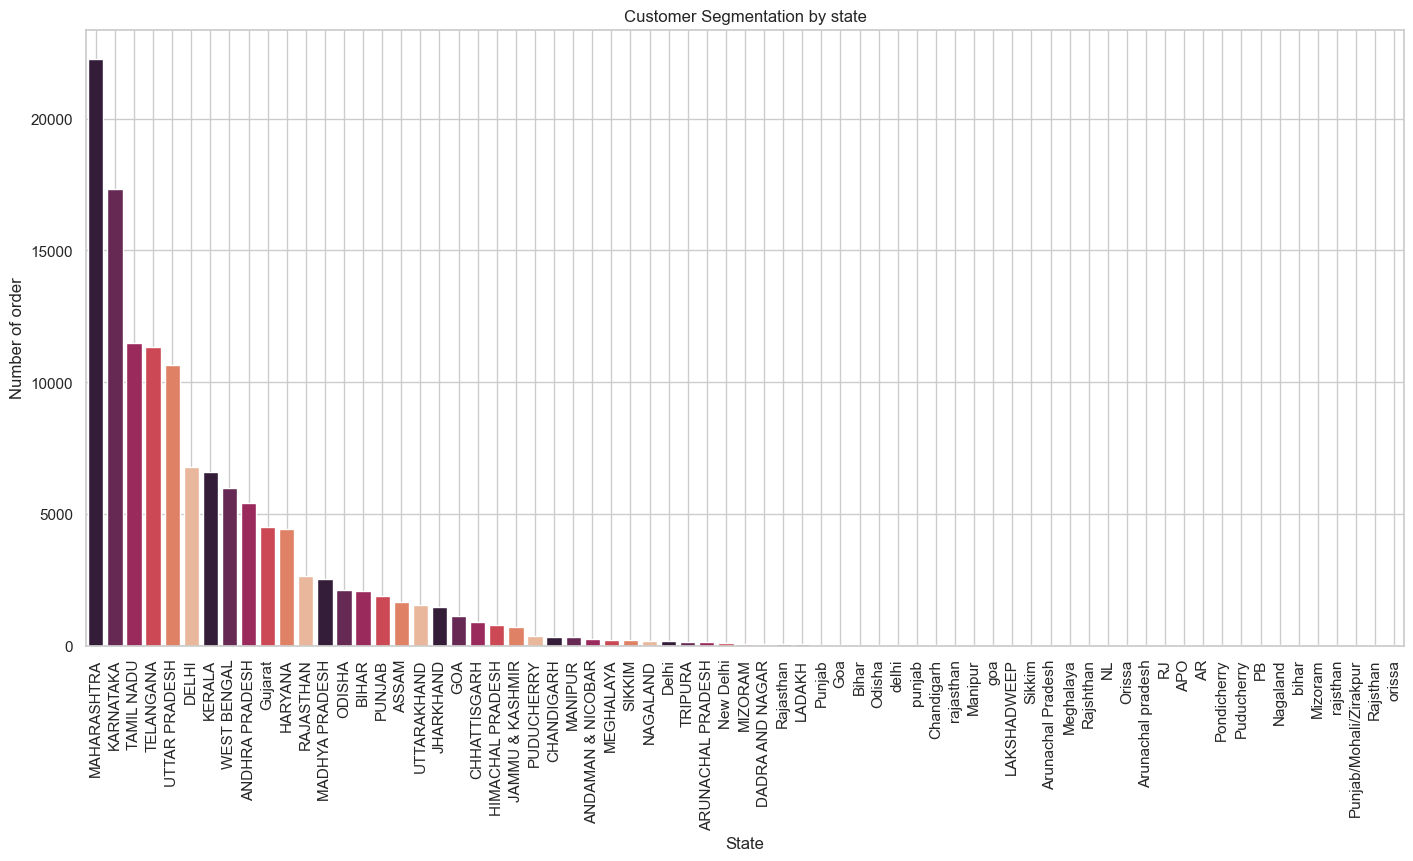 Customer Segmentation by state
Number of order
20000
15000
10000
5000
0
MAHARASHTRA
KARNATAKA
TAMIL NADU
TELANGANA
UTTAR PRADESH
DELHI
KERALA
WEST BENGAL
ANDHRA PRADESH
Gujarat
HARYANA
RAJASTHAN
MADHYA PRADESH
ODISHA
BIHAR
PUNJAB
ASSAM
UTTARAKHAND
JHARKHAND
GOA
CHHATTISGARH
HIMACHAL PRADESH
JAMMU & KASHMIR
PUDUCHERRY
CHANDIGARH
MANIPUR
ANDAMAN & NICOBAR
MEGHALAYA
SIKKIM
NAGALAND
Delhi
TRIPURA
ARUNACHAL PRADESH
New Delhi
MIZORAM
DADRA AND NAGAR
Rajasthan
LADAKH
Punjab
Goa
Bihar
Odisha
delhi
punjab
Chandigarh
rajasthan
Manipur
goa
LAKSHADWEEP
Sikkim
Arunachal Pradesh
Meghalaya
Rajshthan
NL
Orissa
Arunachal pradesh
RJ
APO
AR
Pondicherry
Puducherry
PB
Nagaland
bihar
Mizoram
rajsthan
Punjab/Mohali/Zirakpur
Rajsthan
orissa
State